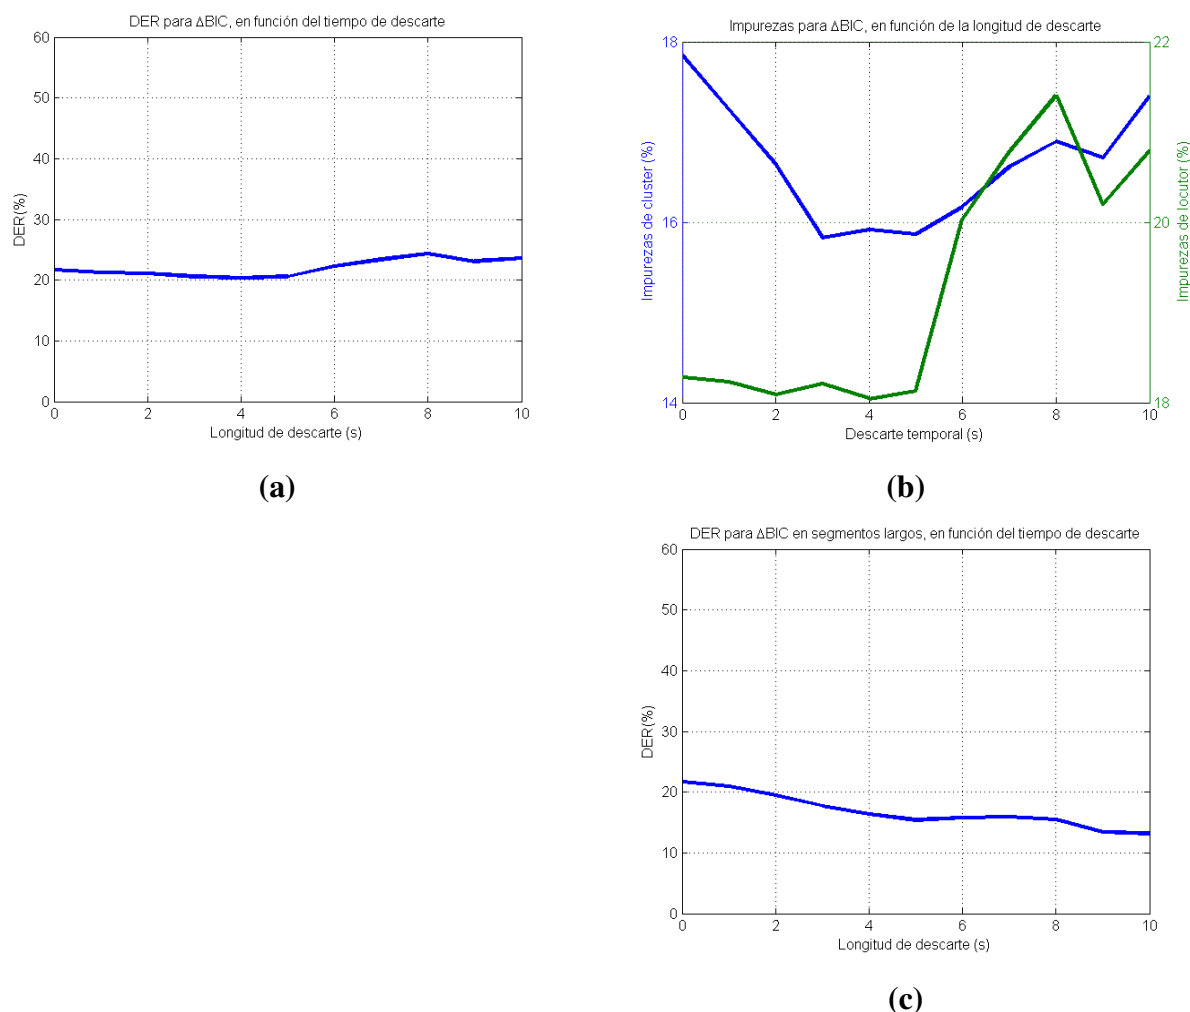 DER para ΔBIC, en función del tiempo de descarte
60
50
40
30
20
10
0
DER(%)
0 2 4 6 8 10
Longitud de descarte (s)
(a)
Impurezas para ΔBIC, en función de la longitud de descarte
18
16
14
Impurezas de cluster (%)
22
20
18
Impurezas de locutor (%)
0 2 4 6 8 10
Descarte temporal (s)
(b)
DER para ΔBIC en segmentos largos, en función del tiempo de descarte
60
50
40
30
20
10
0
DER(%)
0 2 4 6 8 10
Longitud de descarte (s)
(c)